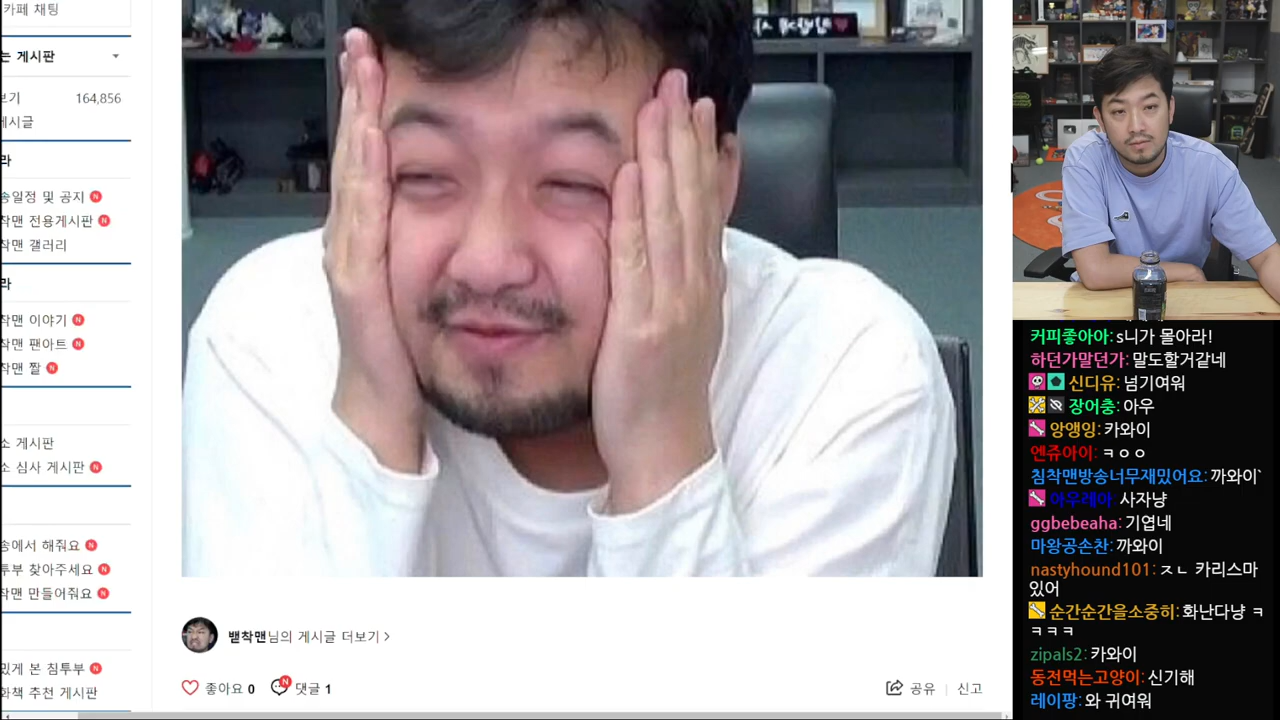 카페 채팅
는 게시판
보기 164,856
게시글
라
송일정 및 공지 N
착맨 전용게시판 N
착맨 갤러리
라
착맨 이야기 N
착맨 팬아트 N
착맨 짤 N
소 게시판
소 심사 게시판 N
송에서 해줘요 N
투부 찾아주세요 N
착맨 만들어줘요 N
밌게 본 침투부 N
화책 추천 게시판
밷착맨님의 게시글 더보기 >
좋아요 0 N 댓글 1
공유 | 신고
커피좋아아: s니가 몰아라!
하던가말던가: 말도할거같네
신디유: 넘기여워
장어충: 아우
앙앵잉: 카와이
엔쥬아이: ㅋㅇㅇ
침착맨방송너무재밌어요: 까와이`
아우레아: 사자냥
ggbebeaha: 기엽네
마왕공손찬: 까와이
nastyhound101: ㅈㄴ 카리스마
있어
순간순간을소중히: 화난다냥 ㅋ
ㅋㅋㅋ
zipals2: 카와이
동전먹는고양이: 신기해
레이팡: 와 귀여워